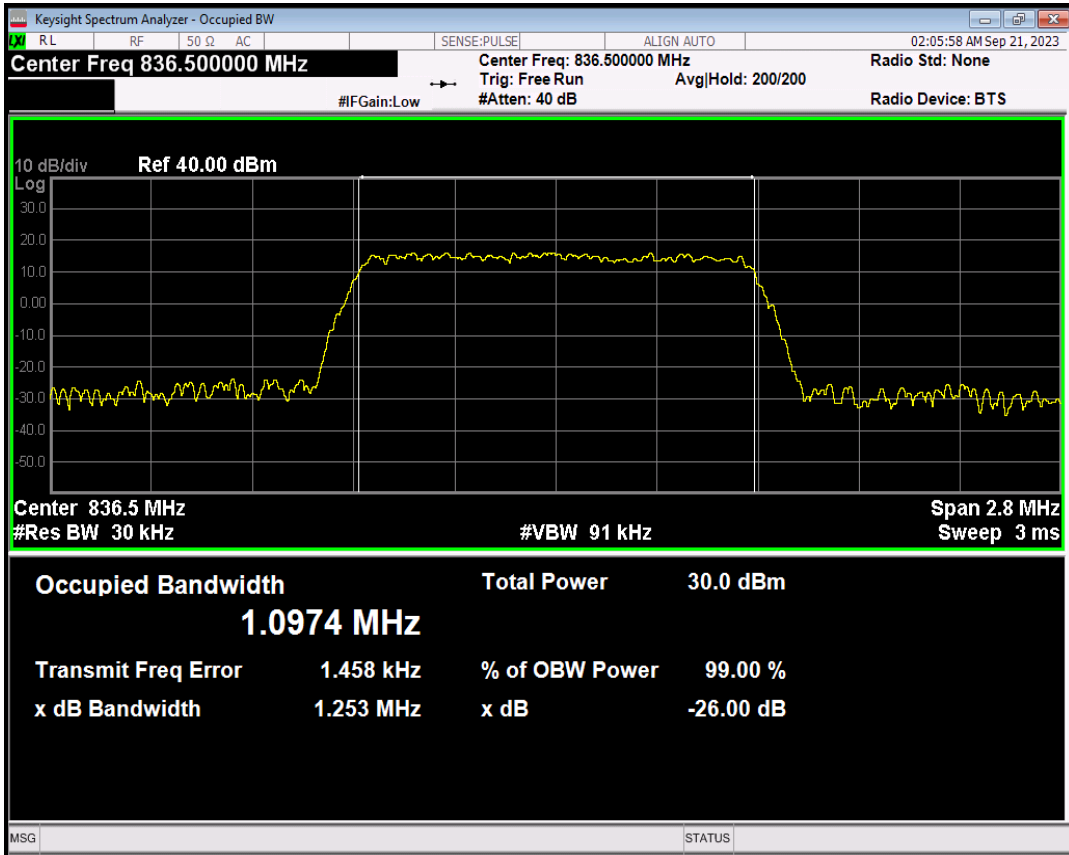 Keysight Spectrum Analyzer - Occupied BW
LXI RL RF 50 Ω AC SENSE:PULSE ALIGN AUTO 02:05:58 AM Sep 21, 2023
Center Freq 836.500000 MHz Center Freq: 836.500000 MHz Radio Std: None
Trig: Free Run Avg|Hold: 200/200
#IFGain:Low #Atten: 40 dB Radio Device: BTS
10 dB/div Ref 40.00 dBm
Log
30.0
20.0
10.0
0.00
-10.0
-20.0
-30.0
-40.0
-50.0
Center 836.5 MHz Span 2.8 MHz
#Res BW 30 kHz #VBW 91 kHz Sweep 3 ms
Occupied Bandwidth Total Power 30.0 dBm
1.0974 MHz
Transmit Freq Error 1.458 kHz % of OBW Power 99.00 %
x dB Bandwidth 1.253 MHz x dB -26.00 dB
MSG STATUS